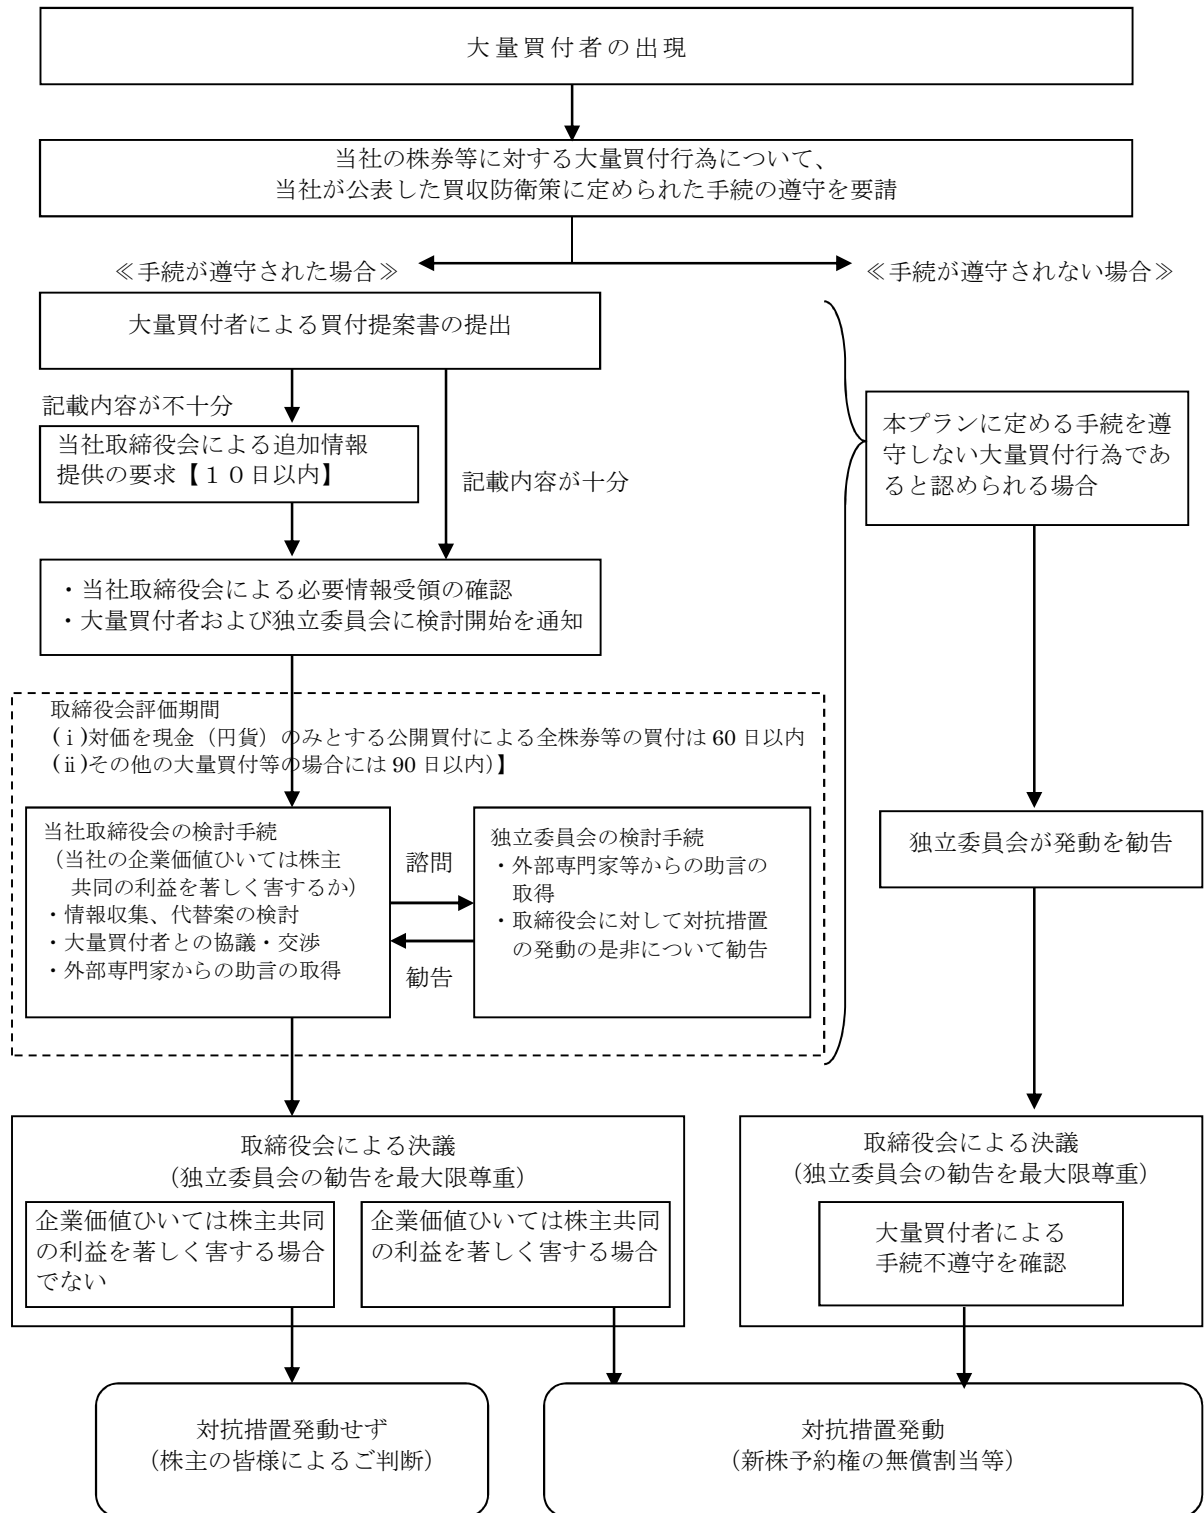 大量買付者の出現
当社の株券等に対する大量買付行為について、
当社が公表した買収防衛策に定められた手続の遵守を要請
≪手続が遵守された場合≫
≪手続が遵守されない場合≫
大量買付者による買付提案書の提出
記載内容が不十分
当社取締役会による追加情報
提供の要求【１０日以内】
記載内容が十分
本プランに定める手続を遵
守しない大量買付行為であ
ると認められる場合
・当社取締役会による必要情報受領の確認
・大量買付者および独立委員会に検討開始を通知
取締役会評価期間
(ⅰ)対価を現金（円貨）のみとする公開買付による全株券等の買付は 60 日以内
(ⅱ)その他の大量買付等の場合には 90 日以内)】
当社取締役会の検討手続
（当社の企業価値ひいては株主
共同の利益を著しく害するか）
・情報収集、代替案の検討
・大量買付者との協議・交渉
・外部専門家からの助言の取得
諮問
勧告
独立委員会の検討手続
・外部専門家等からの助言の
取得
・取締役会に対して対抗措置
の発動の是非について勧告
独立委員会が発動を勧告
取締役会による決議
（独立委員会の勧告を最大限尊重）
企業価値ひいては株主共同
の利益を著しく害する場合
でない
企業価値ひいては株主共同
の利益を著しく害する場合
取締役会による決議
（独立委員会の勧告を最大限尊重）
大量買付者による
手続不遵守を確認
対抗措置発動せず
（株主の皆様によるご判断）
対抗措置発動
（新株予約権の無償割当等）